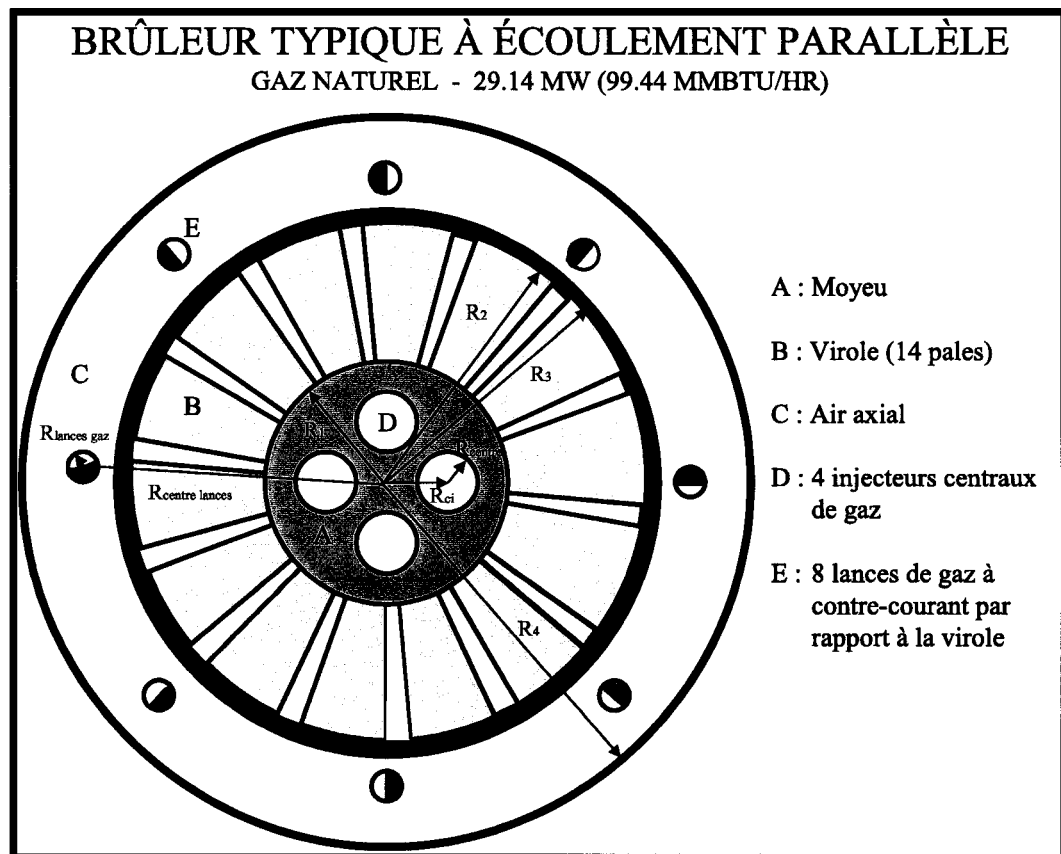 BRÛLEUR TYPIQUE À ÉCOULEMENT PARALLÈLE
GAZ NATUREL - 29.14 MW (99.44 MMBTU/HR)
E
R2
R3
C
B
D
R1
Rlances gaz
Rcentre lances
Rci
A
R4
A : Moyeu
B : Virole (14 pales)
C : Air axial
D : 4 injecteurs centraux
de gaz
E : 8 lances de gaz à
contre-courant par
rapport à la virole